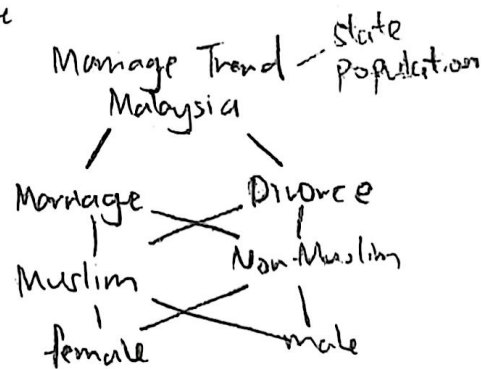 Marriage Trend - State
Population
Malaysia
Marriage Divorce
Muslim Non-Muslim
female male